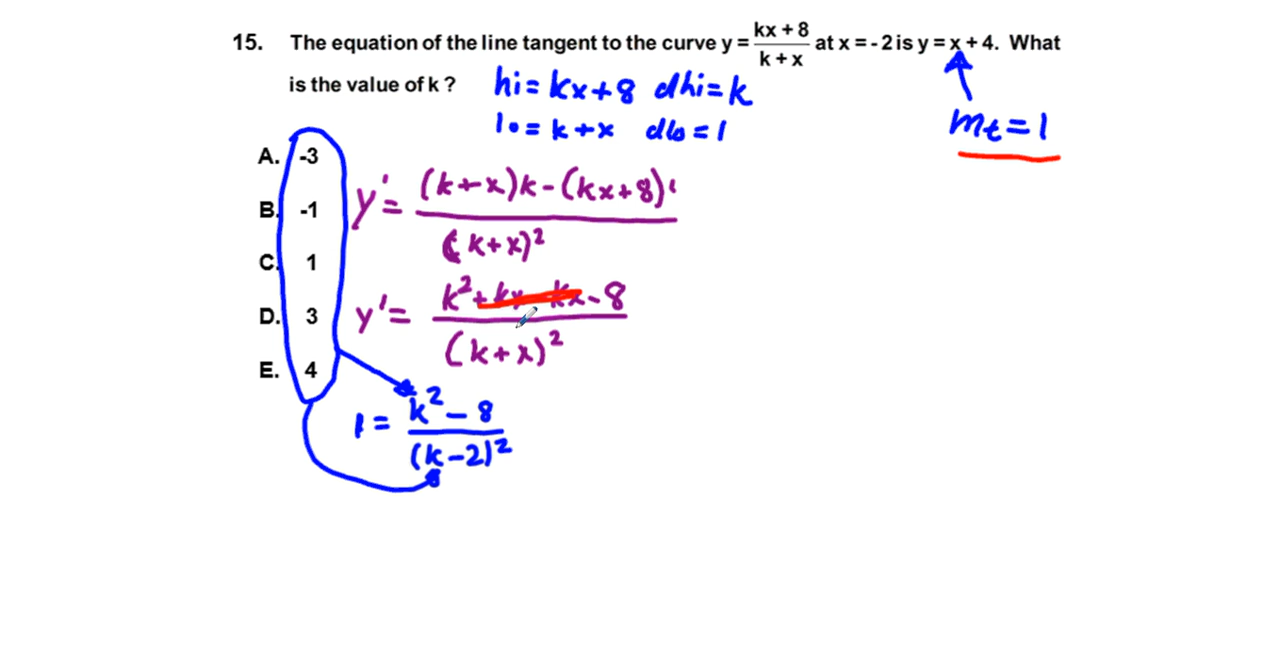 15. The equation of the line tangent to the curve y = kx + 8 / k + x at x = - 2 is y = x + 4. What
is the value of k ?
hi = kx + 8 dhi = k
lo = k + x dlo = 1
mt = 1
A. -3
B. -1
C. 1
D. 3
E. 4
y' = (k + x)k - (kx + 8)1 / (k + x)²
y' = k² + kx - kx - 8 / (k + x)²
1 = k² - 8 / (k - 2)²